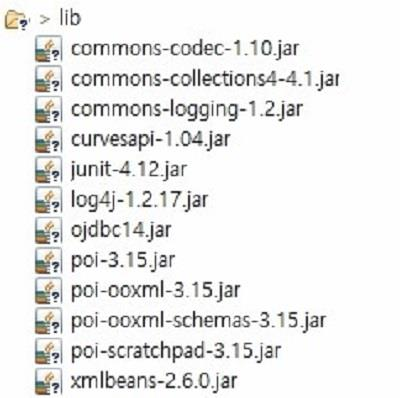 > lib
commons-codec-1.10.jar
commons-collections4-4.1.jar
commons-logging-1.2.jar
curvesapi-1.04.jar
junit-4.12.jar
log4j-1.2.17.jar
ojdbc14.jar
poi-3.15.jar
poi-ooxml-3.15.jar
poi-ooxml-schemas-3.15.jar
poi-scratchpad-3.15.jar
xmlbeans-2.6.0.jar